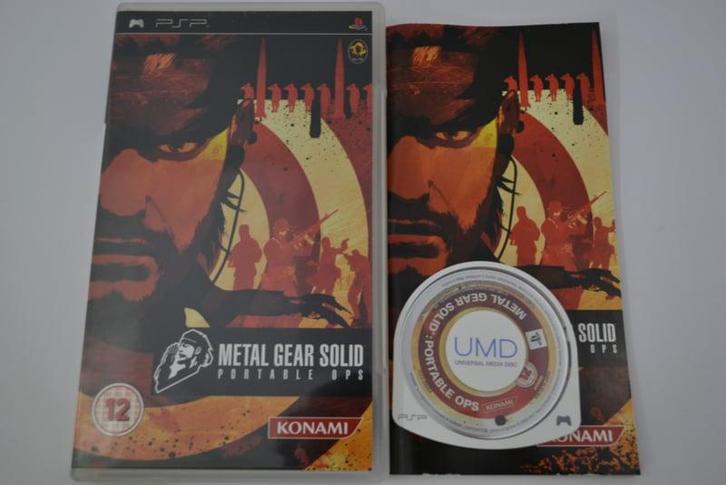 PSP
METAL GEAR SOLID
PORTABLE OPS
12
KONAMI
SOLID
OPS
KONAMI
METAL GEAR SOLID: PORTABLE OPS
UMD
UNIVERSAL MEDIA DISC
KONAMI
PSP